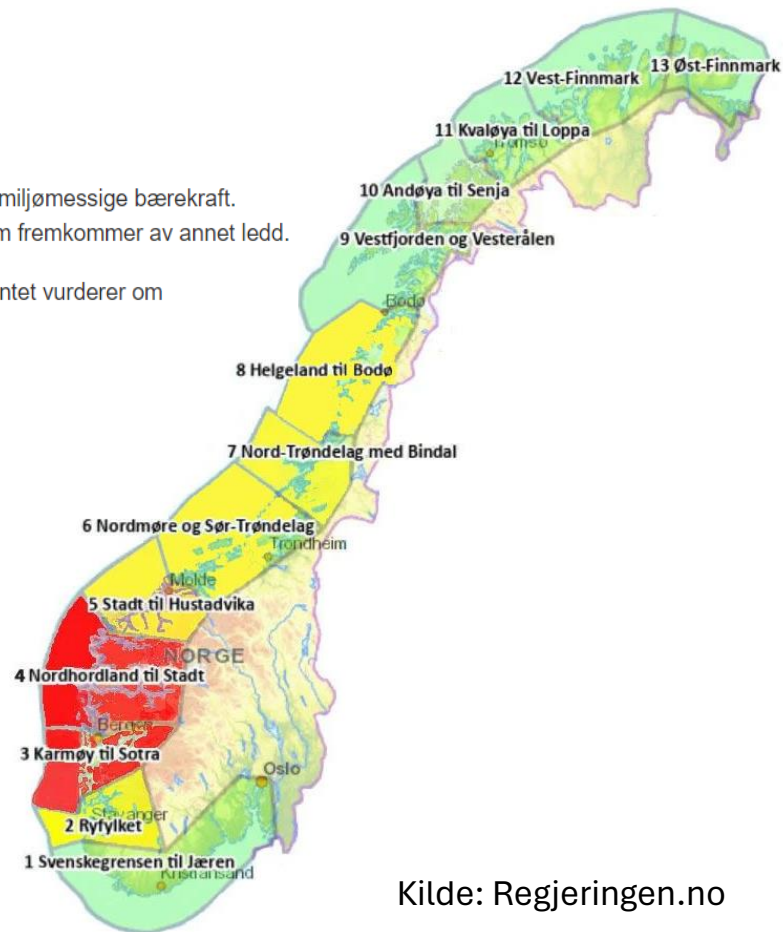 12 Vest-Finnmark
13 Øst-Finnmark
11 Kvaløya til Loppa
Tromsø
miljømessige bærekraft.
10 Andøya til Senja
fremkommer av annet ledd.
9 Vestfjorden og Vesterålen
vurderer om
Bodø
8 Helgeland til Bodø
7 Nord-Trøndelag med Bindal
6 Nordmøre og Sør-Trøndelag
Trondheim
Molde
5 Stadt til Hustadvika
NORGE
4 Nordhordland til Stadt
Bergen
3 Karmøy til Sotra
Oslo
Stavanger
2 Ryfylket
1 Svenskegrensen til Jæren
Kristiansand
Kilde: Regjeringen.no